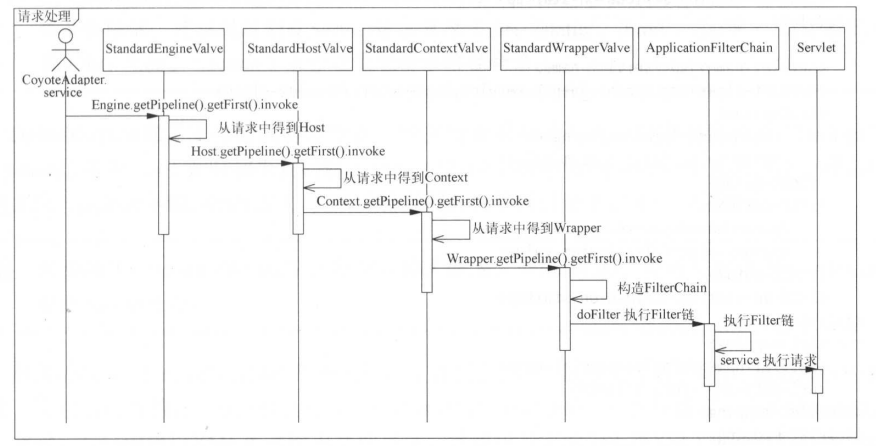 请求处理
StandardEngineValve
StandardHostValve
StandardContextValve
StandardWrapperValve
ApplicationFilterChain
Servlet
CoyoteAdapter.
service
Engine.getPipeline().getFirst().invoke
从请求中得到Host
Host.getPipeline().getFirst().invoke
从请求中得到Context
Context.getPipeline().getFirst().invoke
从请求中得到Wrapper
Wrapper.getPipeline().getFirst().invoke
构造FilterChain
doFilter 执行Filter链
执行Filter链
service 执行请求